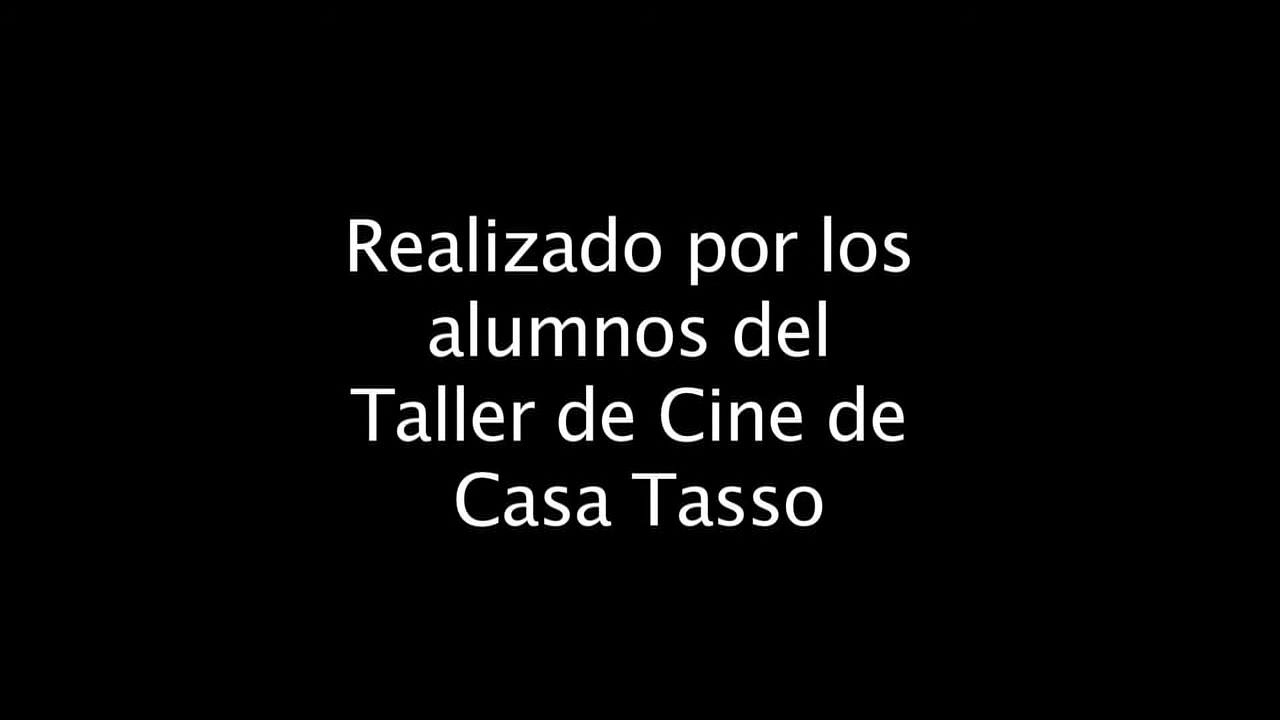 Realizado por los
alumnos del
Taller de Cine de
Casa Tasso